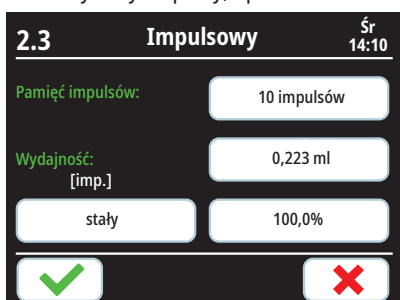 2.3 Impulsowy Śr
14:10
Pamięć impulsów: 10 impulsów
Wydajność: 0,223 ml
[imp.]
stały 100,0%